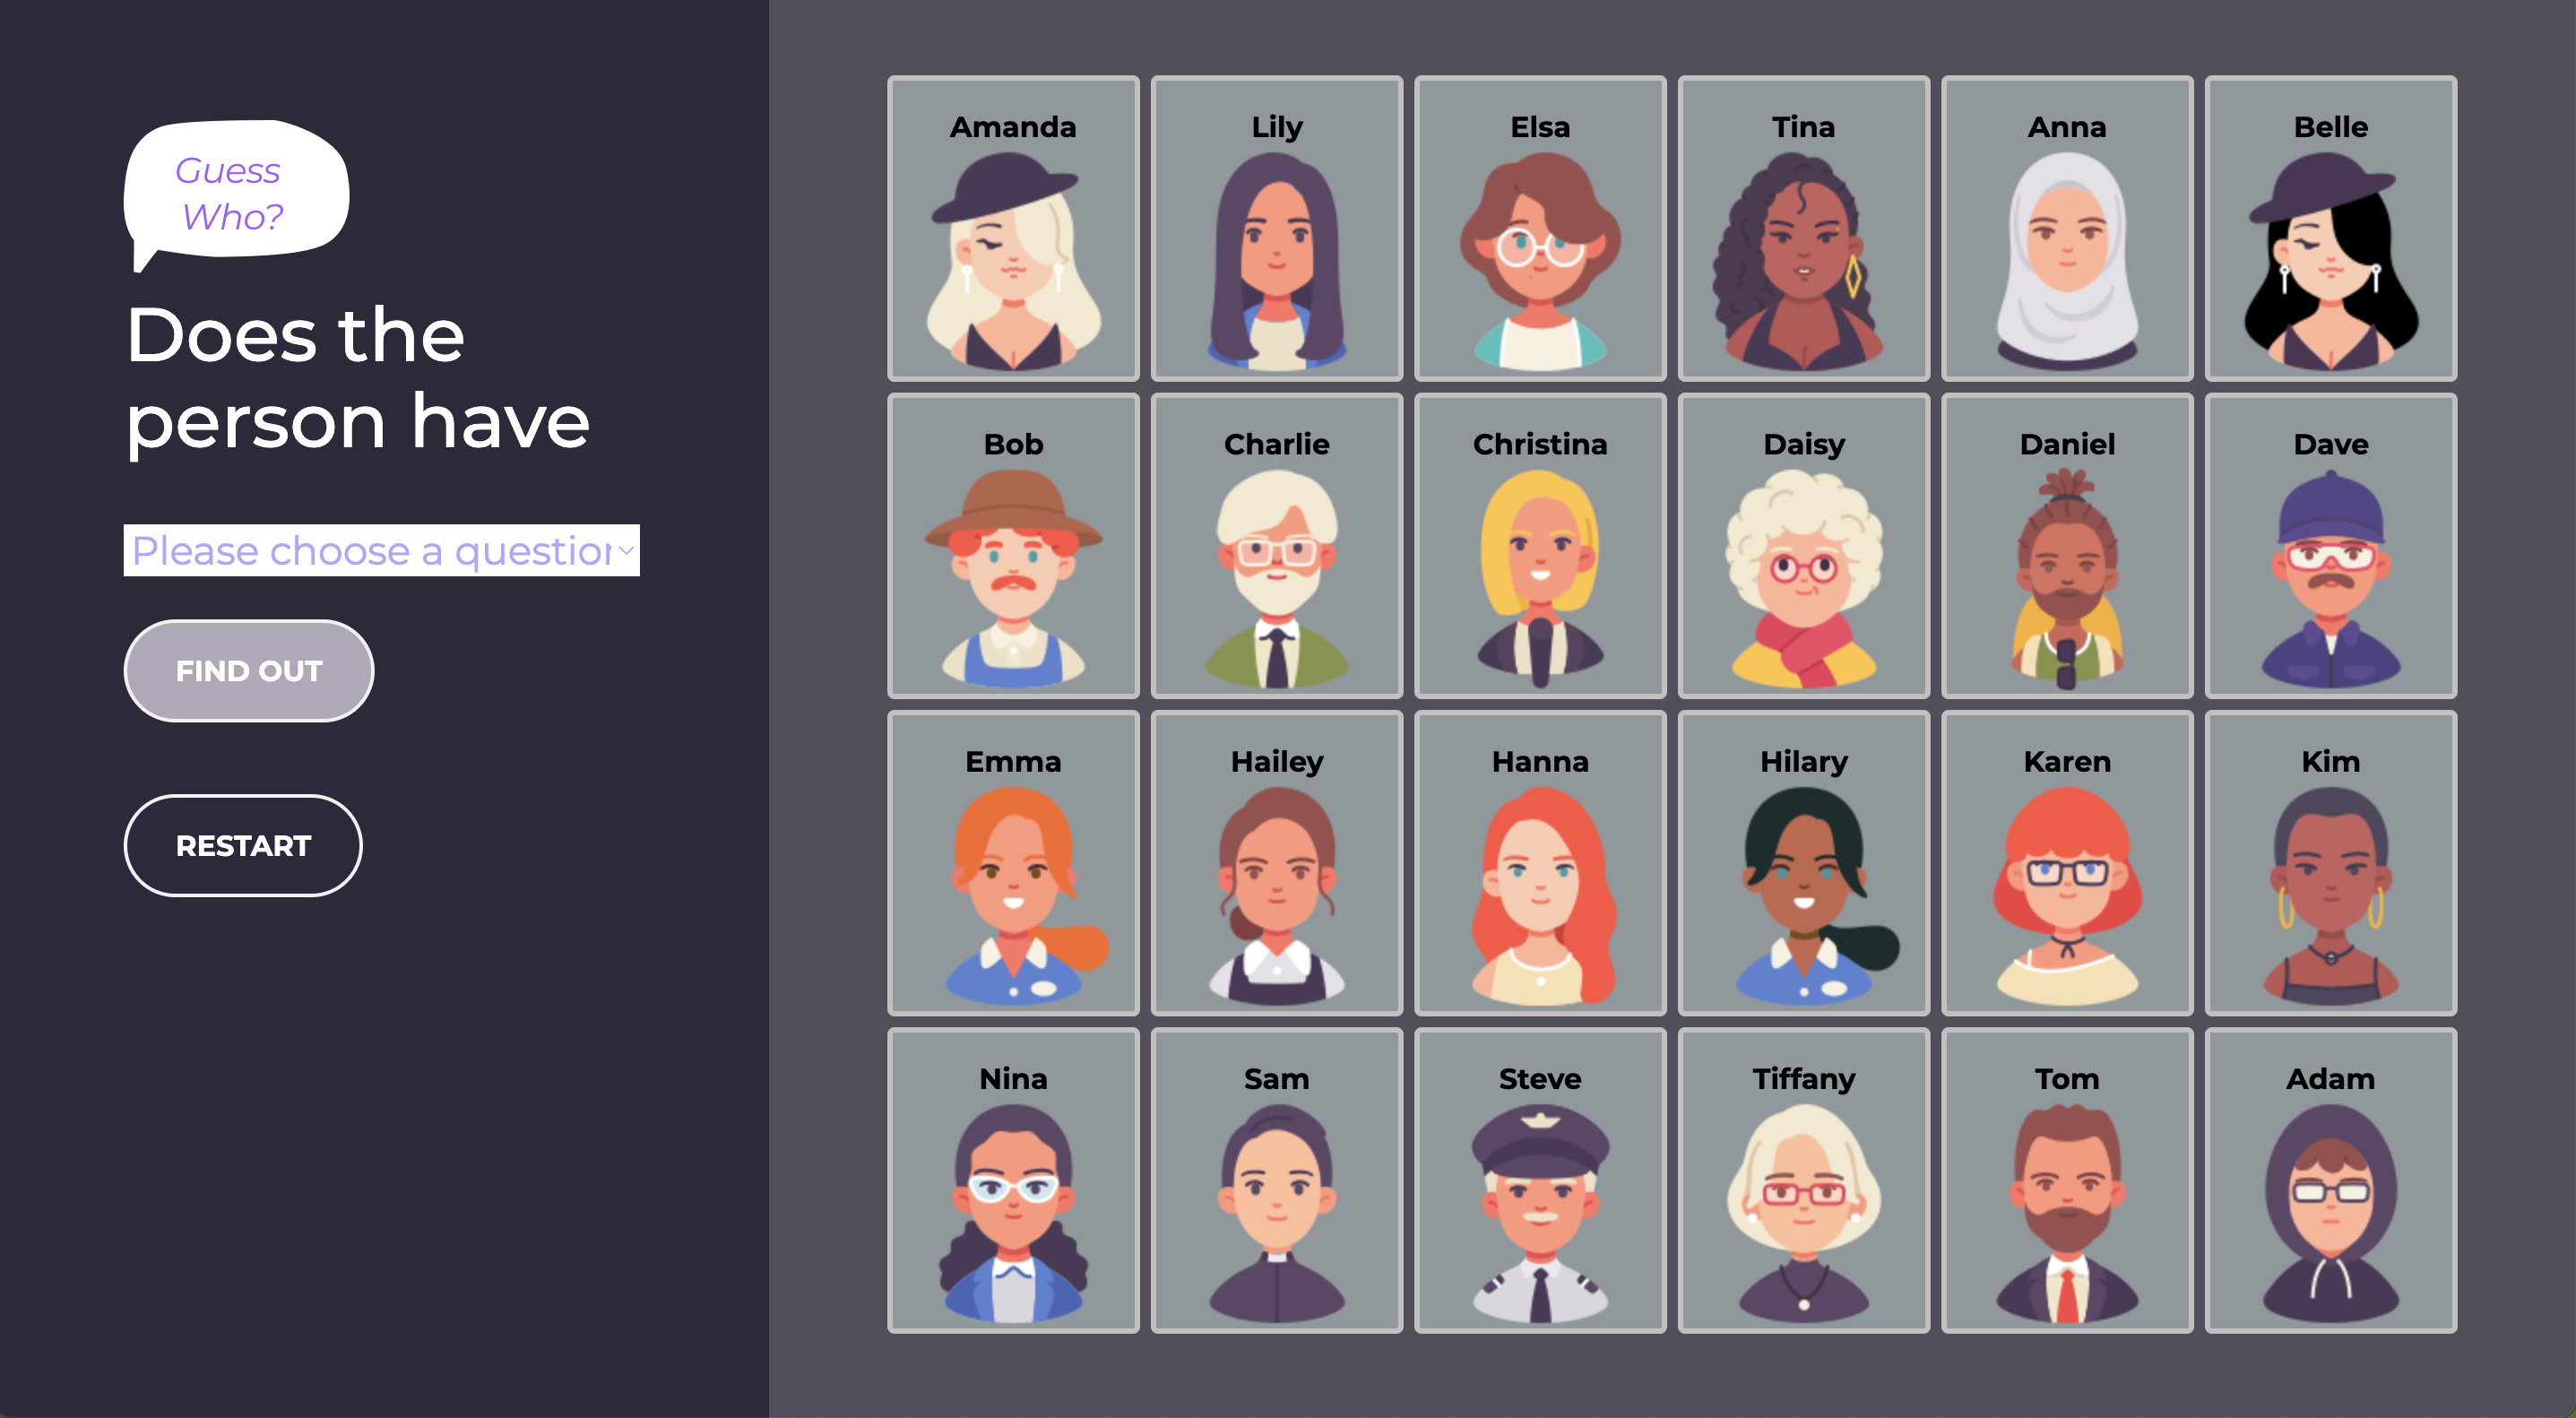 Guess
Who?
Does the
person have
Please choose a question
FIND OUT
RESTART
Amanda
Lily
Elsa
Tina
Anna
Belle
Bob
Charlie
Christina
Daisy
Daniel
Dave
Emma
Hailey
Hanna
Hilary
Karen
Kim
Nina
Sam
Steve
Tiffany
Tom
Adam